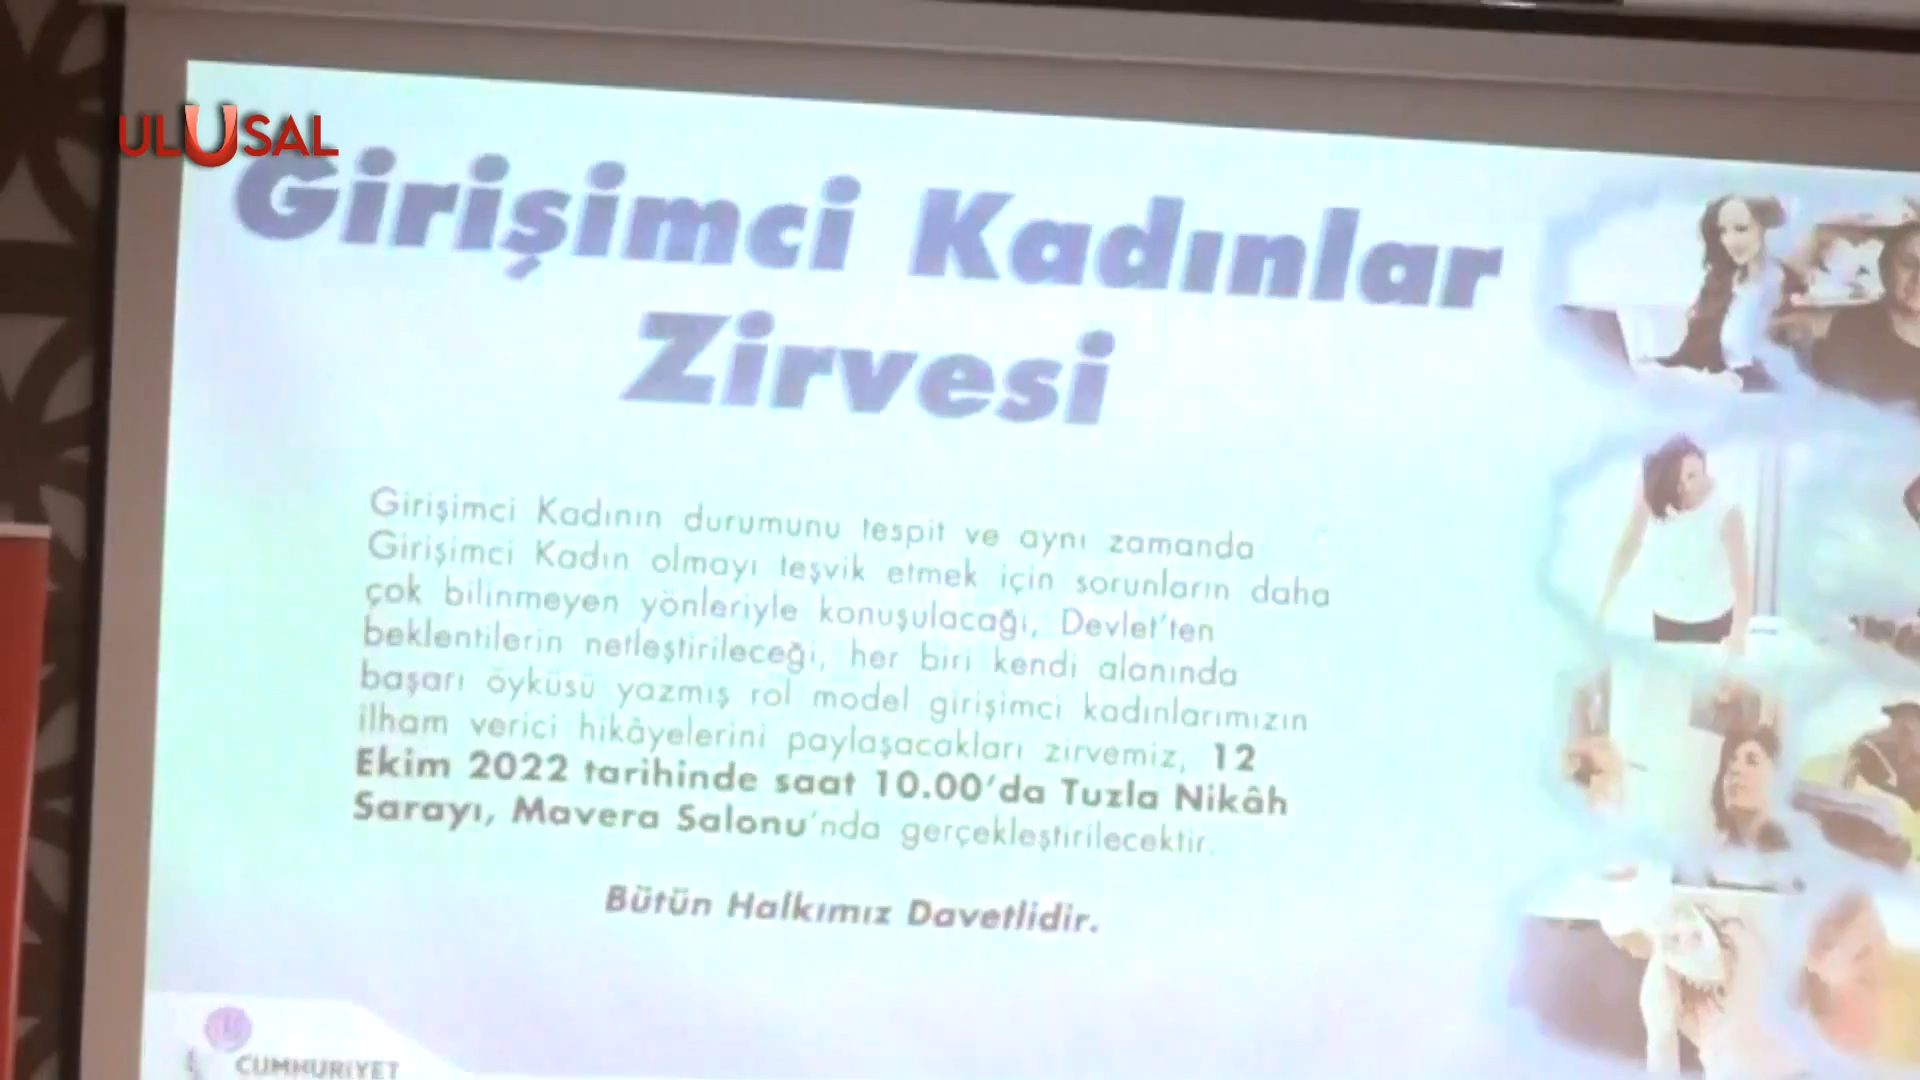 ULUSAL
Girişimci Kadınlar
Zirvesi
Girişimci Kadının durumunu tespit ve aynı zamanda
Girişimci Kadın olmayı teşvik etmek için sorunların daha
çok bilinmeyen yönleriyle konuşulacağı, Devlet'ten
beklentilerin netleştirileceği, her biri kendi alanında
başarı öyküsü yazmış rol model girişimci kadınlarımızın
ilham verici hikâyelerini paylaşacakları zirvemiz, 12
Ekim 2022 tarihinde saat 10.00'da Tuzla Nikâh
Sarayı, Mavera Salonu'nda gerçekleştirilecektir.
Bütün Halkımız Davetlidir.
CUMHURİYET